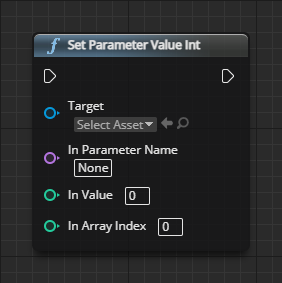 Set Parameter Value Int
Target
Select Asset
In Parameter Name
None
In Value 0
In Array Index 0